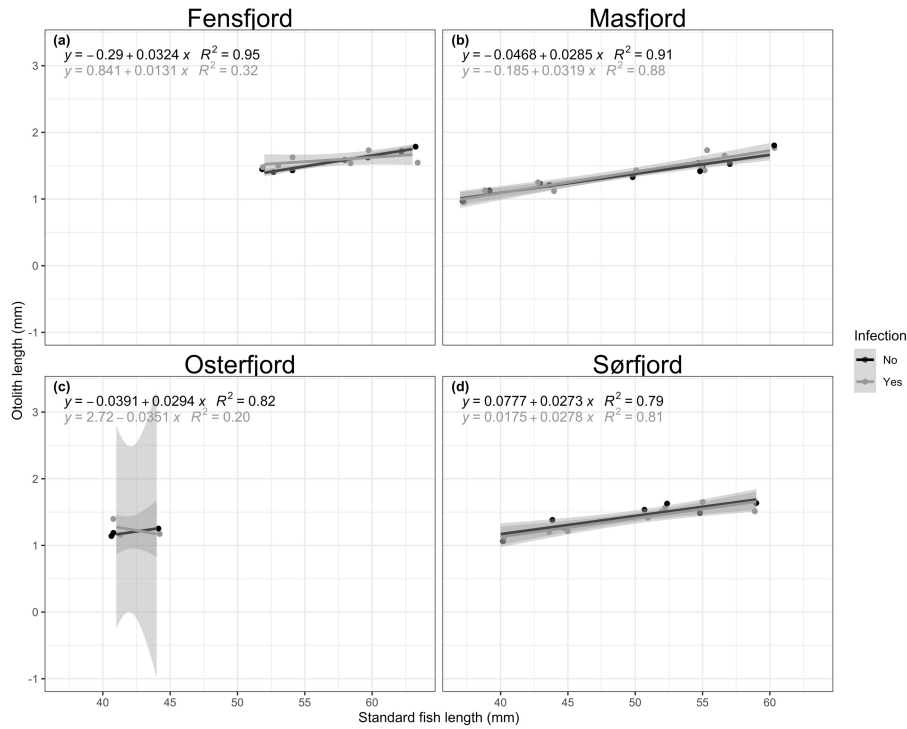 Fensfjord
Masfjord
(a)
y = −0.29 + 0.0324 x R² = 0.95
y = 0.841 + 0.0131 x R² = 0.32
(b)
y = −0.0468 + 0.0285 x R² = 0.91
y = −0.185 + 0.0319 x R² = 0.88
3
2
1
0
-1
Osterfjord
Sørfjord
(c)
y = −0.0391 + 0.0294 x R² = 0.82
y = 2.72 − 0.0351 x R² = 0.20
(d)
y = 0.0777 + 0.0273 x R² = 0.79
y = 0.0175 + 0.0278 x R² = 0.81
3
2
1
0
-1
40 45 50 55 60
40 45 50 55 60
Otolith length (mm)
Standard fish length (mm)
Infection
No
Yes